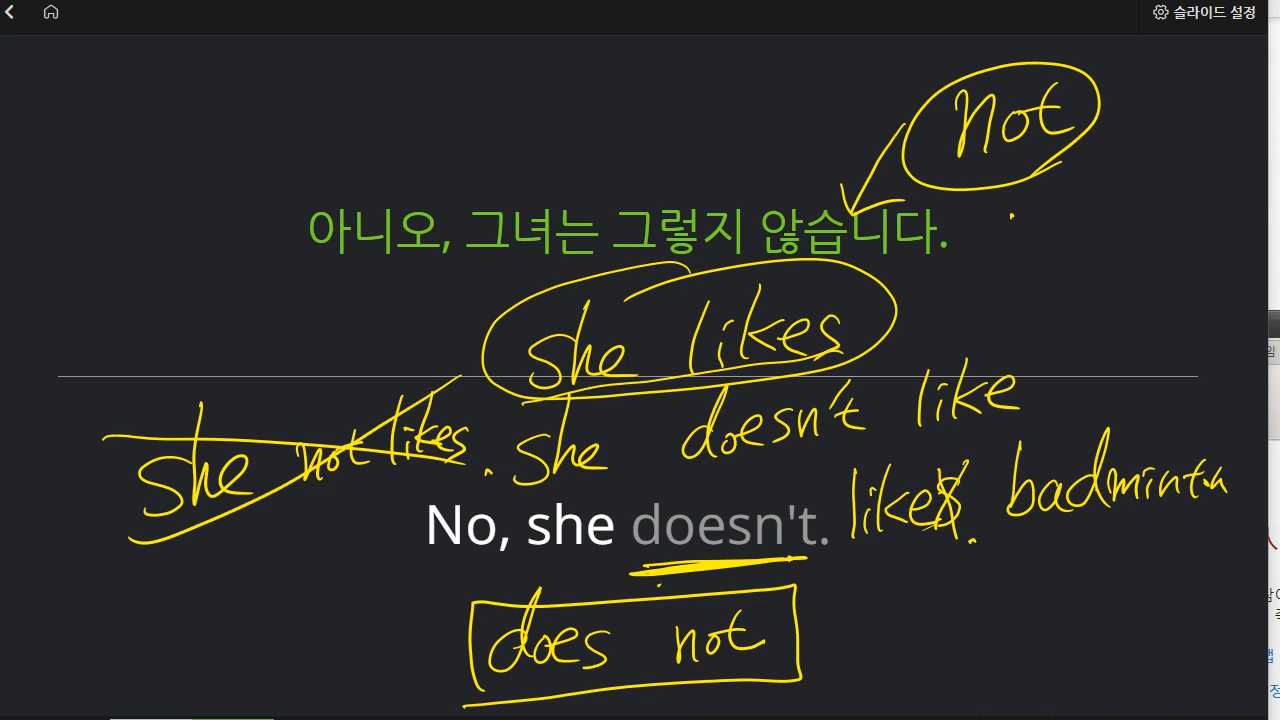 슬라이드 설정
not
아니오, 그녀는 그렇지 않습니다.
she likes
she not likes. she doesn't like
No, she doesn't. likes. badminton
does not